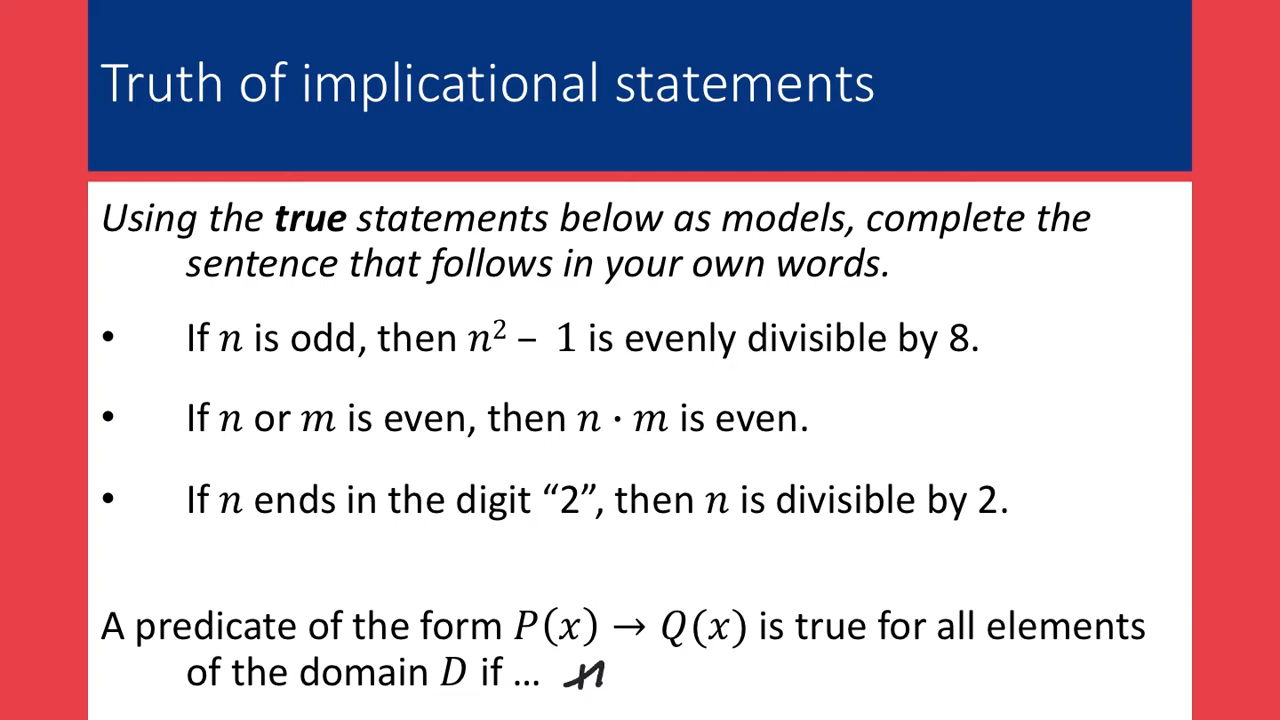 Truth of implicational statements
Using the true statements below as models, complete the
sentence that follows in your own words.
• If n is odd, then n² − 1 is evenly divisible by 8.
• If n or m is even, then n · m is even.
• If n ends in the digit “2”, then n is divisible by 2.
A predicate of the form P(x) → Q(x) is true for all elements
of the domain D if …